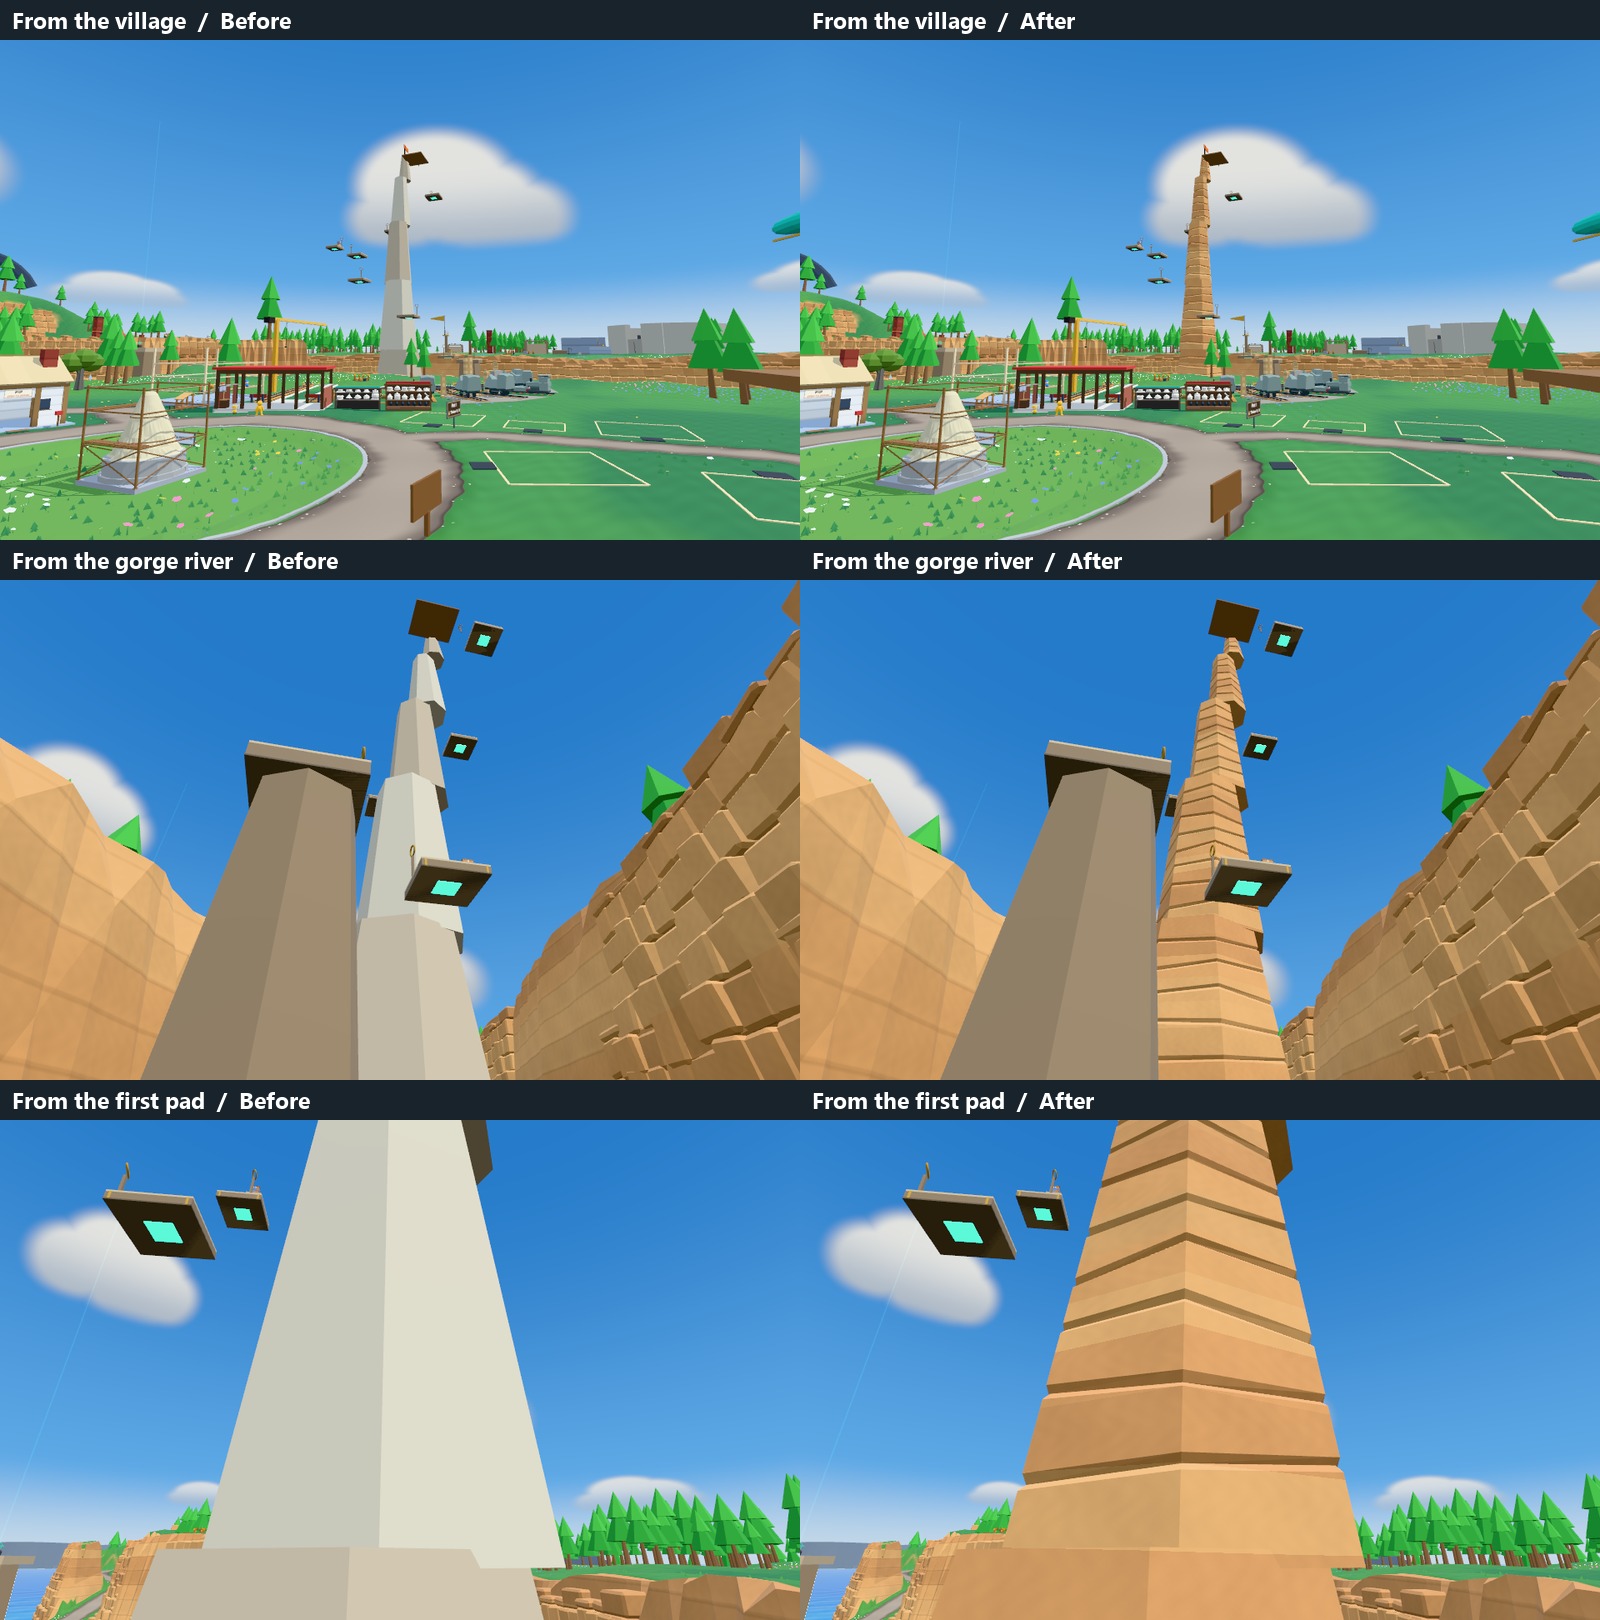 From the village / Before
From the village / After
From the gorge river / Before
From the gorge river / After
From the first pad / Before
From the first pad / After